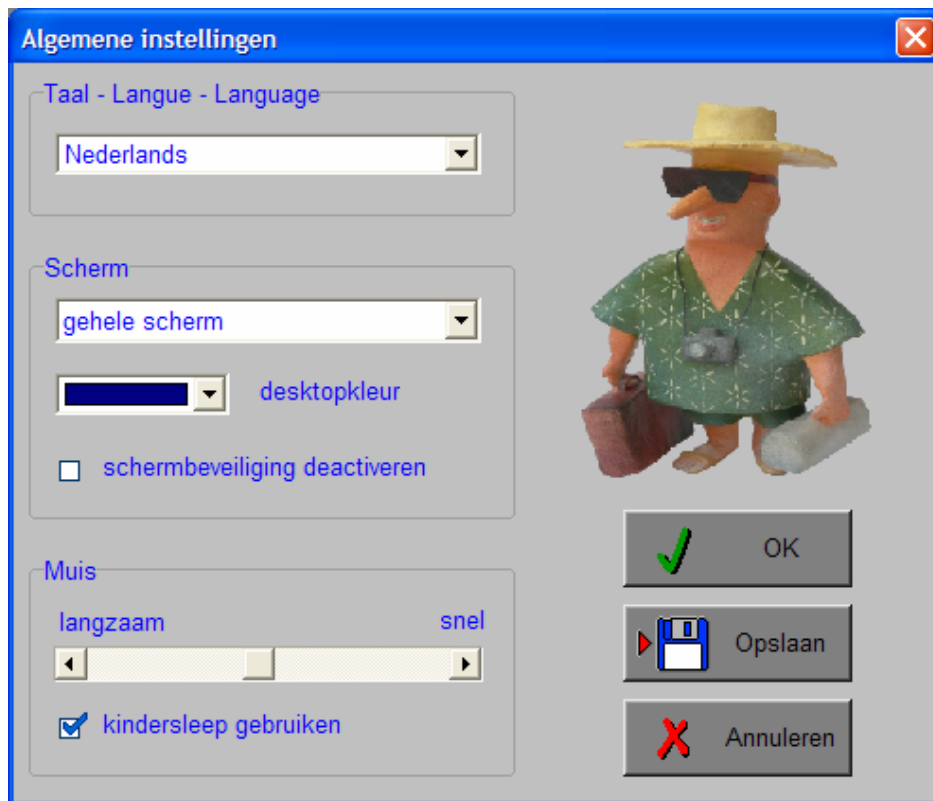 Algemene instellingen
Taal - Langue - Language
Nederlands
Scherm
gehele scherm
desktopkleur
schermbeveiliging deactiveren
Muis
langzaam snel
kindersleep gebruiken
OK
Opslaan
Annuleren